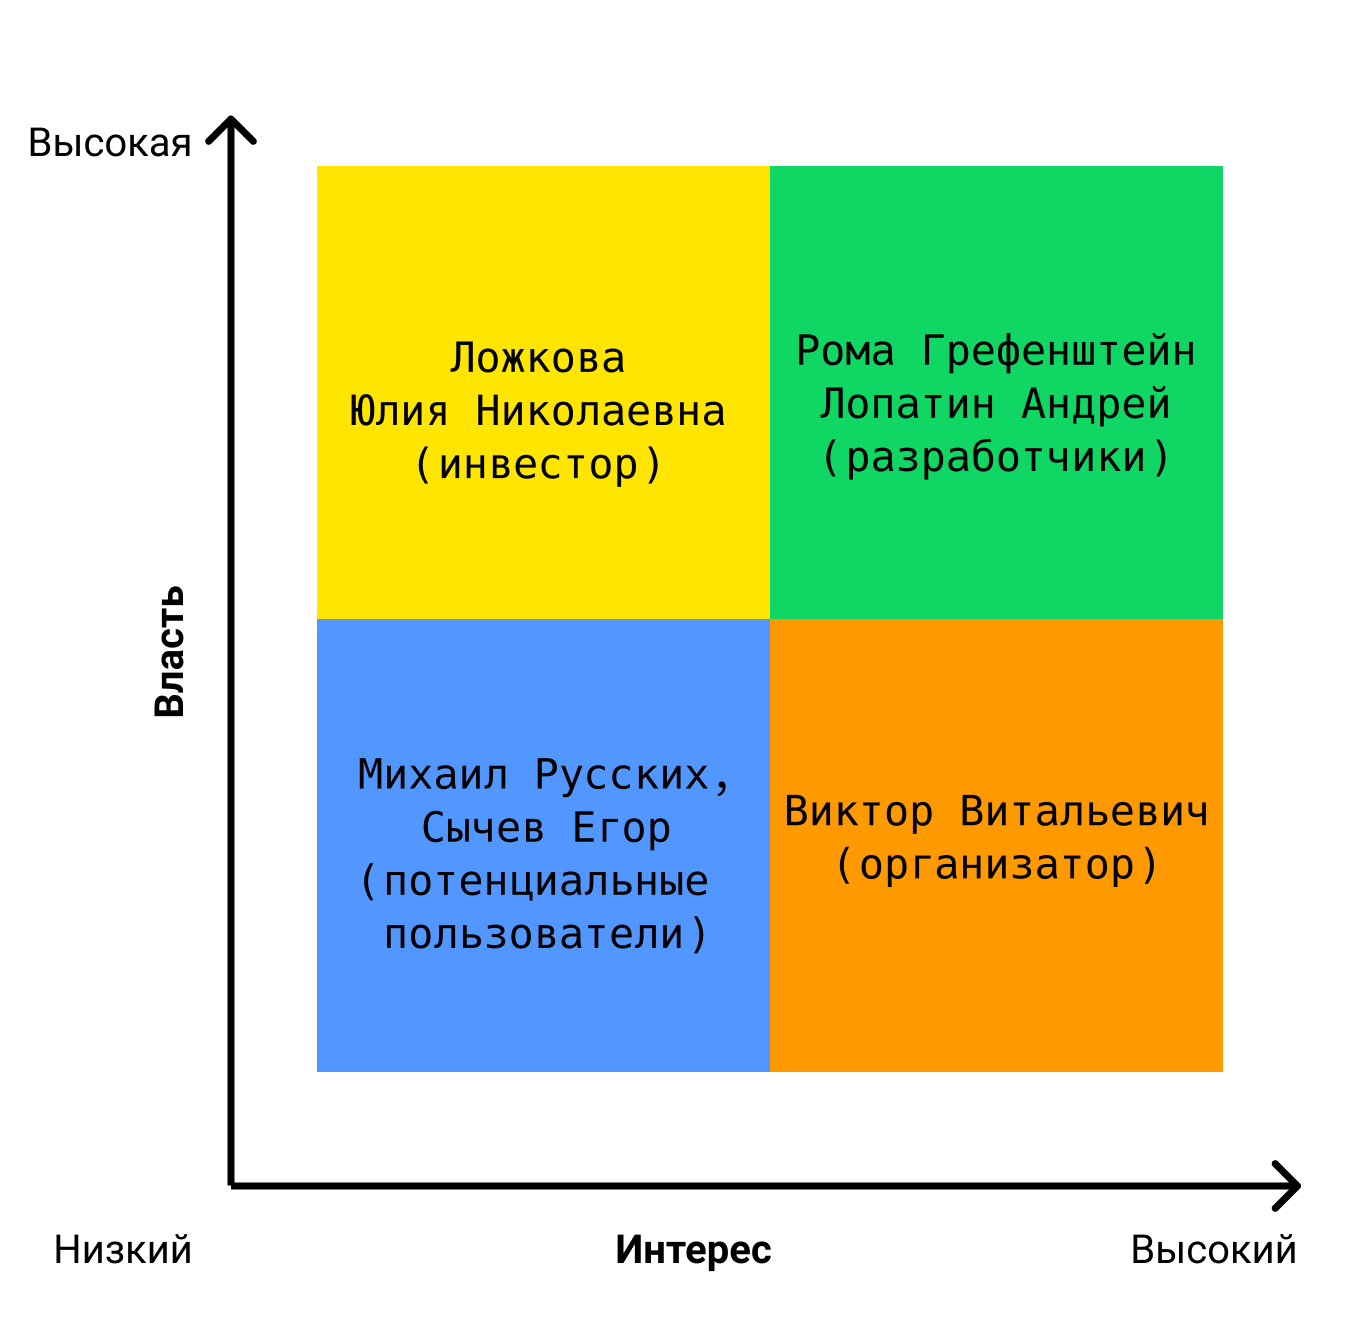 Высокая
Ложкова
Юлия Николаевна
(инвестор)
Рома Грефенштейн
Лопатин Андрей
(разработчики)
Власть
Михаил Русских,
Сычев Егор
(потенциальные
пользователи)
Виктор Витальевич
(организатор)
Низкий
Интерес
Высокий